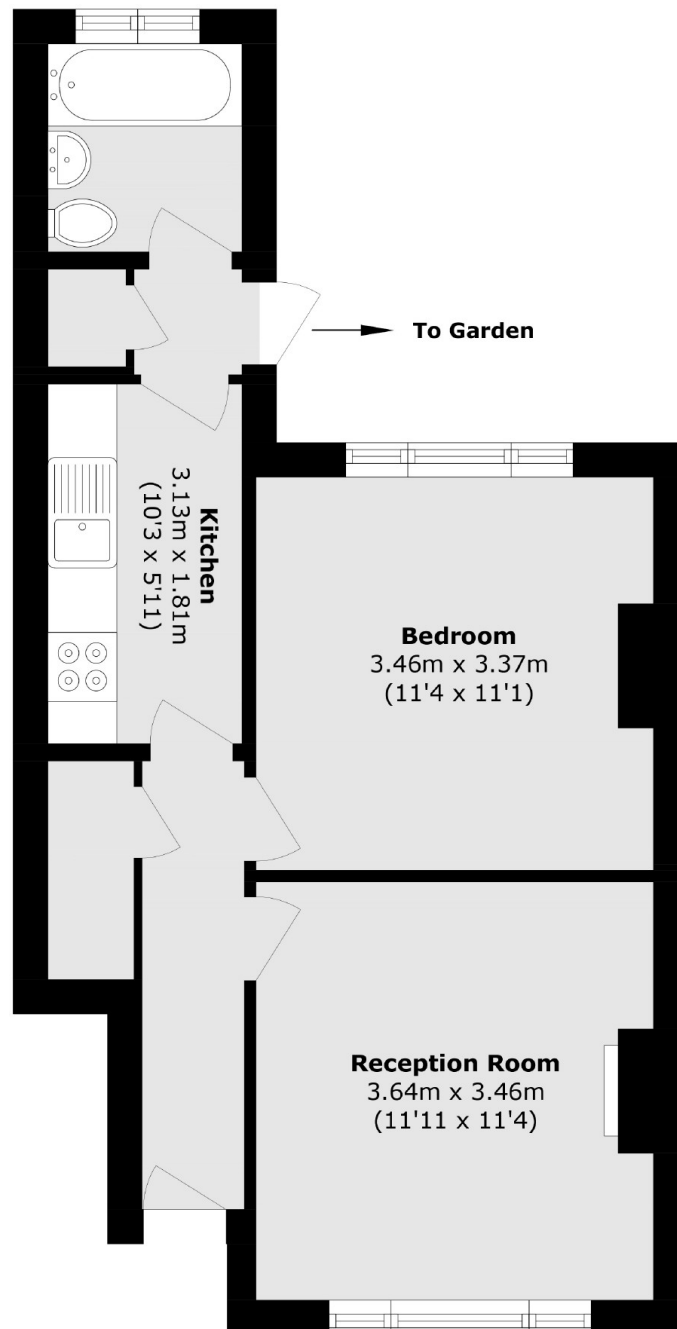 To Garden
Kitchen
3.13m x 1.81m
(10'3 x 5'11)
Bedroom
3.46m x 3.37m
(11'4 x 11'1)
Reception Room
3.64m x 3.46m
(11'11 x 11'4)